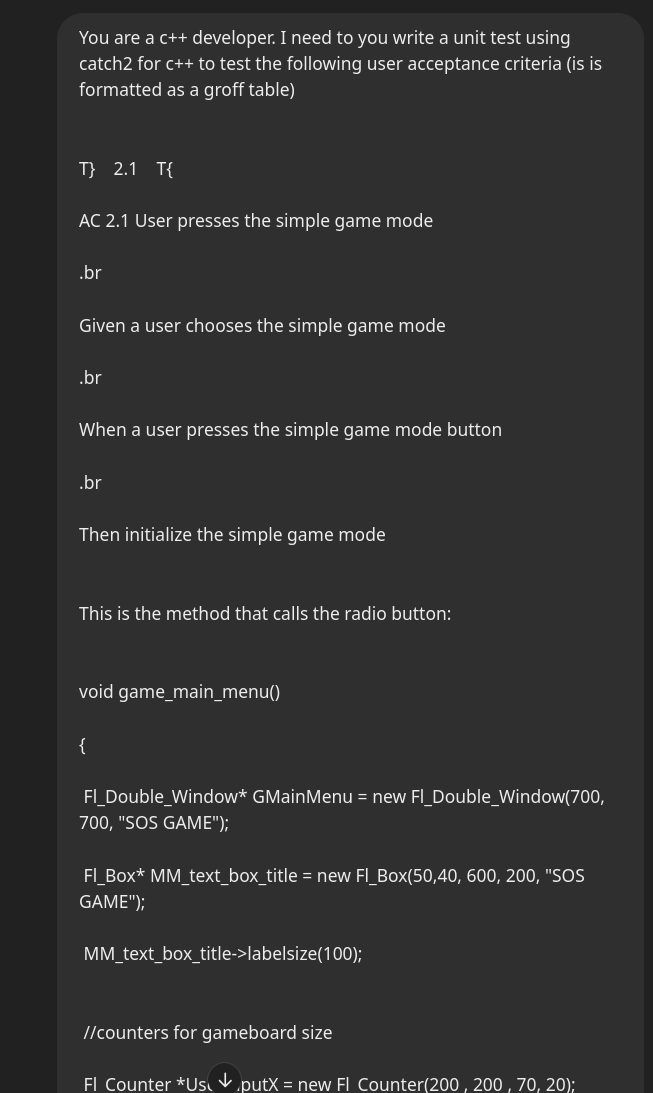 You are a c++ developer. I need to you write a unit test using
catch2 for c++ to test the following user acceptance criteria (is is
formatted as a groff table)
T} 2.1 T{
AC 2.1 User presses the simple game mode
.br
Given a user chooses the simple game mode
.br
When a user presses the simple game mode button
.br
Then initialize the simple game mode
This is the method that calls the radio button:
void game_main_menu()
{
Fl_Double_Window* GMainMenu = new Fl_Double_Window(700,
700, "SOS GAME");
Fl_Box* MM_text_box_title = new Fl_Box(50,40, 600, 200, "SOS
GAME");
MM_text_box_title->labelsize(100);
//counters for gameboard size
Fl_Counter = new Fl_Counter(200 , 200 , 70, 20);